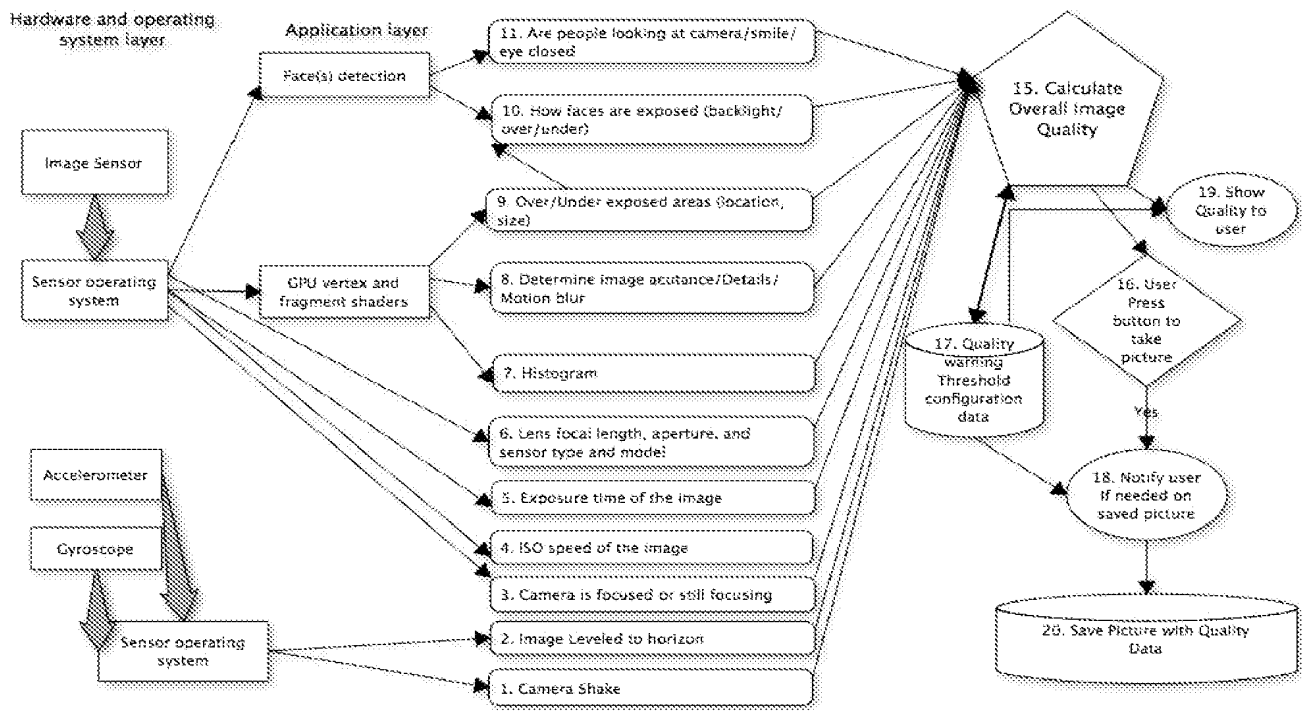 Hardware and operating
system layer
Application layer
Image Sensor
Sensor operating
system
Accelerometer
Gyroscope
Sensor operating
system
Face(s) detection
GPU vertex and
fragment shaders
11. Are people looking at camera/smile/
eye closed
10. How faces are exposed (backlight/
over/under)
9. Over/Under exposed areas (location,
size)
8. Determine image acutance/Details/
Motion blur
7. Histogram
6. Lens focal length, aperture, and
sensor type and model
5. Exposure time of the image
4. ISO speed of the image
3. Camera is focused or still focusing
2. Image Leveled to horizon
1. Camera Shake
15. Calculate
Overall Image
Quality
19. Show
Quality to
user
16. User
Press
button to
take
picture
17. Quality
warning
Threshold
configuration
data
Yes
18. Notify user
If needed on
saved picture
20. Save Picture with Quality
Data